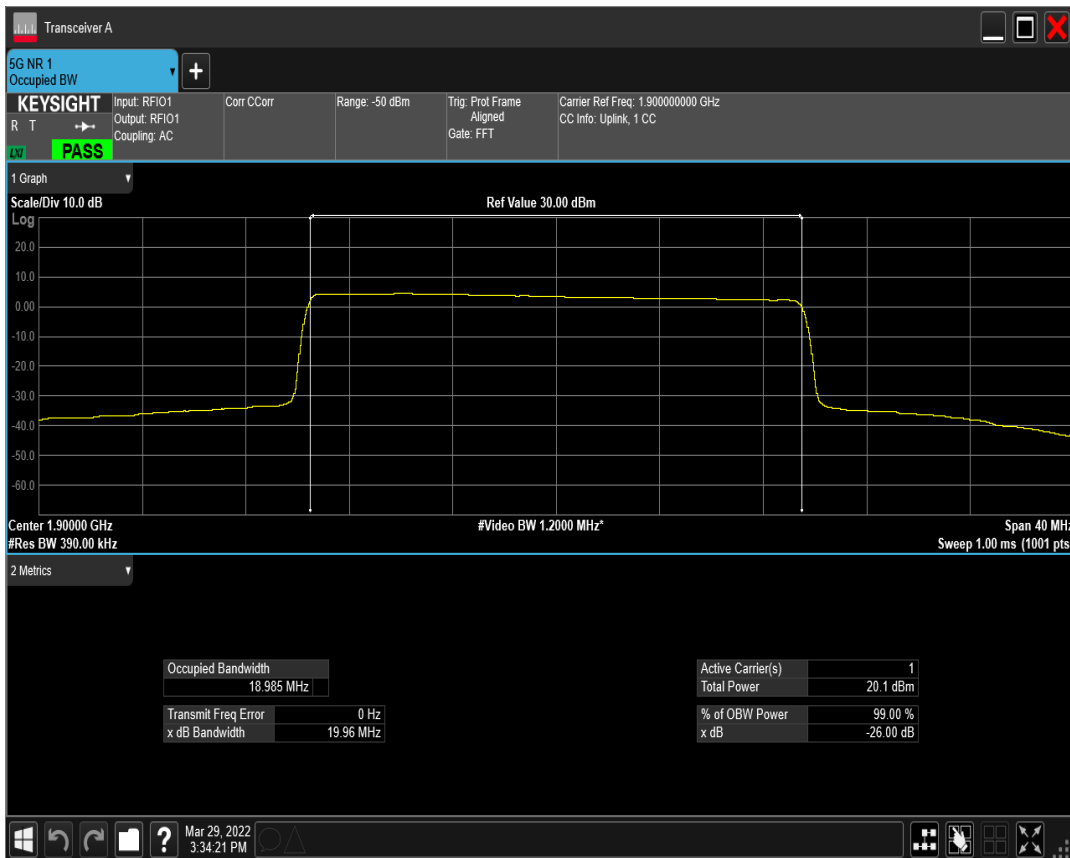 Transceiver A
5G NR 1
Occupied BW
+
KEYSIGHT
R T
LXI
PASS
Input: RFIO1
Output: RFIO1
Coupling: AC
Corr CCorr
Range: -50 dBm
Trig: Prot Frame
Aligned
Gate: FFT
Carrier Ref Freq: 1.900000000 GHz
CC Info: Uplink, 1 CC
1 Graph
Scale/Div 10.0 dB
Ref Value 30.00 dBm
Log
20.0
10.0
0.00
-10.0
-20.0
-30.0
-40.0
-50.0
-60.0
Center 1.90000 GHz
#Video BW 1.2000 MHz*
Span 40 MHz
#Res BW 390.00 kHz
Sweep 1.00 ms (1001 pts
2 Metrics
Occupied Bandwidth
18.985 MHz
Transmit Freq Error 0 Hz
x dB Bandwidth 19.96 MHz
Active Carrier(s) 1
Total Power 20.1 dBm
% of OBW Power 99.00 %
x dB -26.00 dB
?
Mar 29, 2022
3:34:21 PM